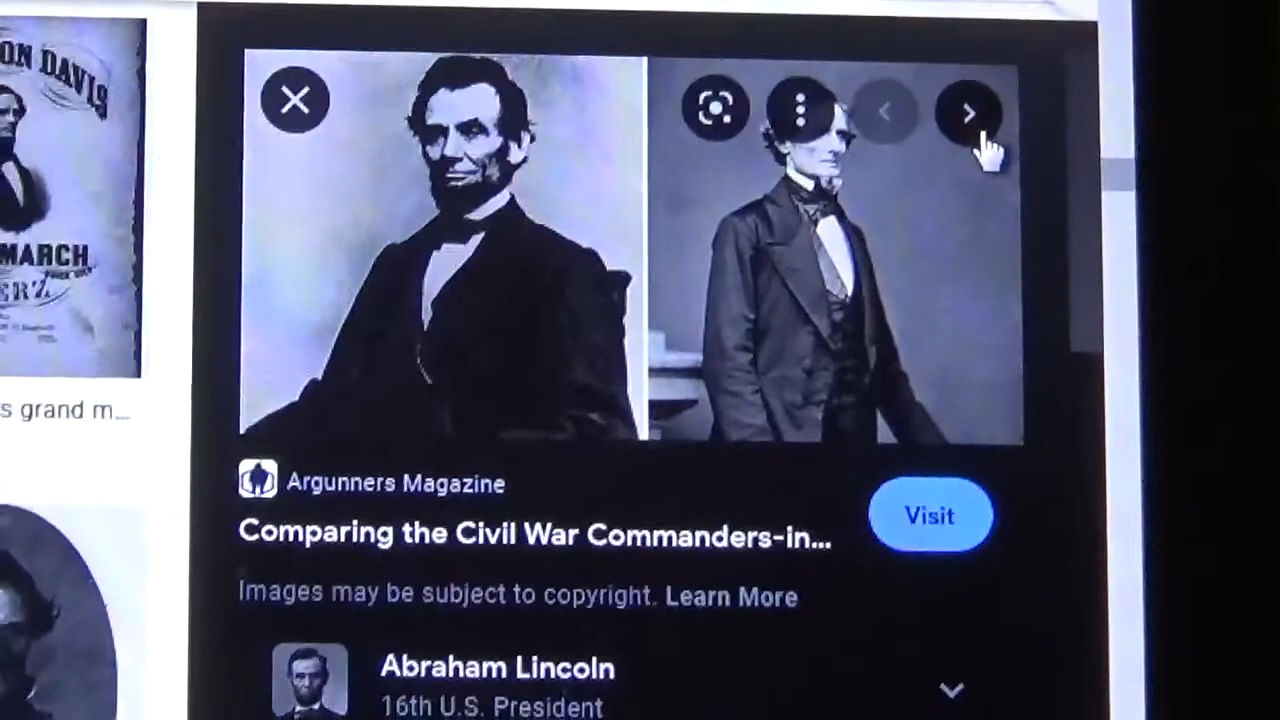 ON DAVIS
MARCH
ERZ
s grand m...
Argunners Magazine
Comparing the Civil War Commanders-in...
Visit
Images may be subject to copyright. Learn More
Abraham Lincoln
16th U.S. President